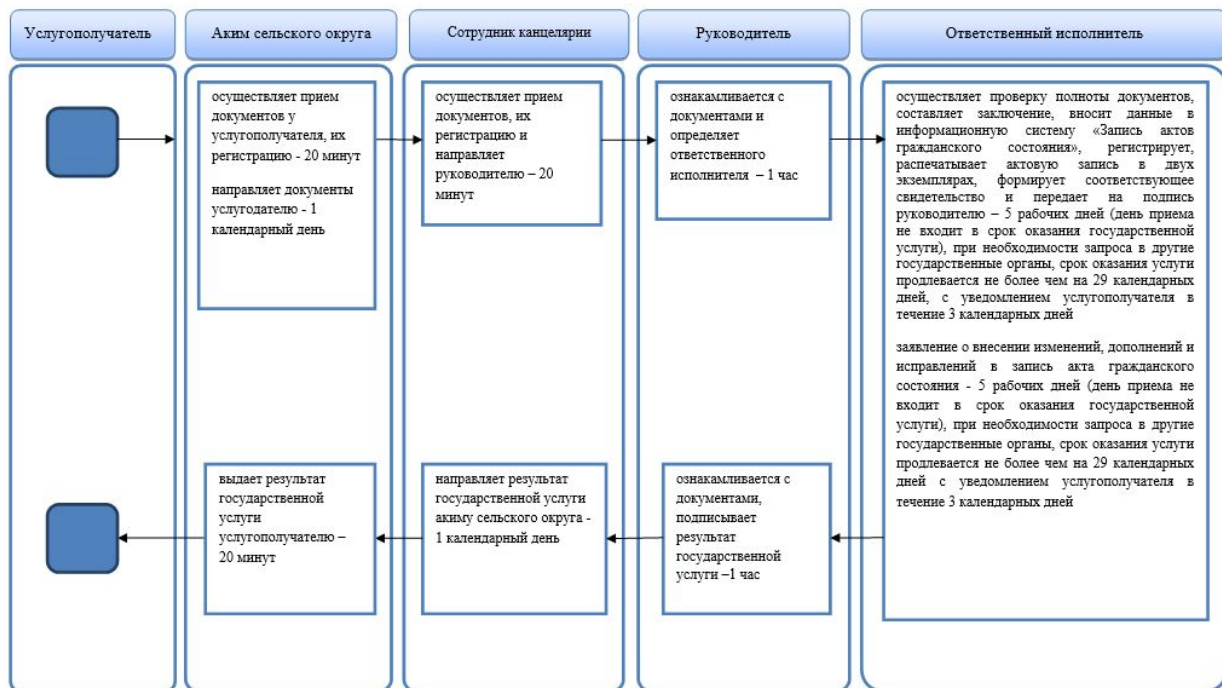 Услугополучатель
Аким сельского округа
Сотрудник канцелярии
Руководитель
Ответственный исполнитель
осуществляет прием
документов у
услугополучателя, их
регистрацию - 20 минут
направляет документы
услугодателю - 1
календарный день
осуществляет прием
документов, их
регистрацию и
направляет
руководителю – 20
минут
ознакамливается с
документами и
определяет
ответственного
исполнителя – 1 час
осуществляет проверку полноты документов,
составляет заключение, вносит данные в
информационную систему «Запись актов
гражданского состояния», регистрирует,
распечатывает актовую запись в двух
экземплярах, формирует соответствующее
свидетельство и передает на подпись
руководителю – 5 рабочих дней (день приема
не входит в срок оказания государственной
услуги), при необходимости запроса в другие
государственные органы, срок оказания услуги
продлевается не более чем на 29 календарных
дней, с уведомлением услугополучателя в
течение 3 календарных дней
заявление о внесении изменений, дополнений и
исправлений в запись акта гражданского
состояния - 5 рабочих дней (день приема не
входит в срок оказания государственной
услуги), при необходимости запроса в другие
государственные органы, срок оказания услуги
продлевается не более чем на 29 календарных
дней с уведомлением услугополучателя в
течение 3 календарных дней
выдает результат
государственной
услуги
услугополучателю –
20 минут
направляет результат
государственной услуги
акиму сельского округа -
1 календарный день
ознакамливается с
документами,
подписывает
результат
государственной
услуги –1 час